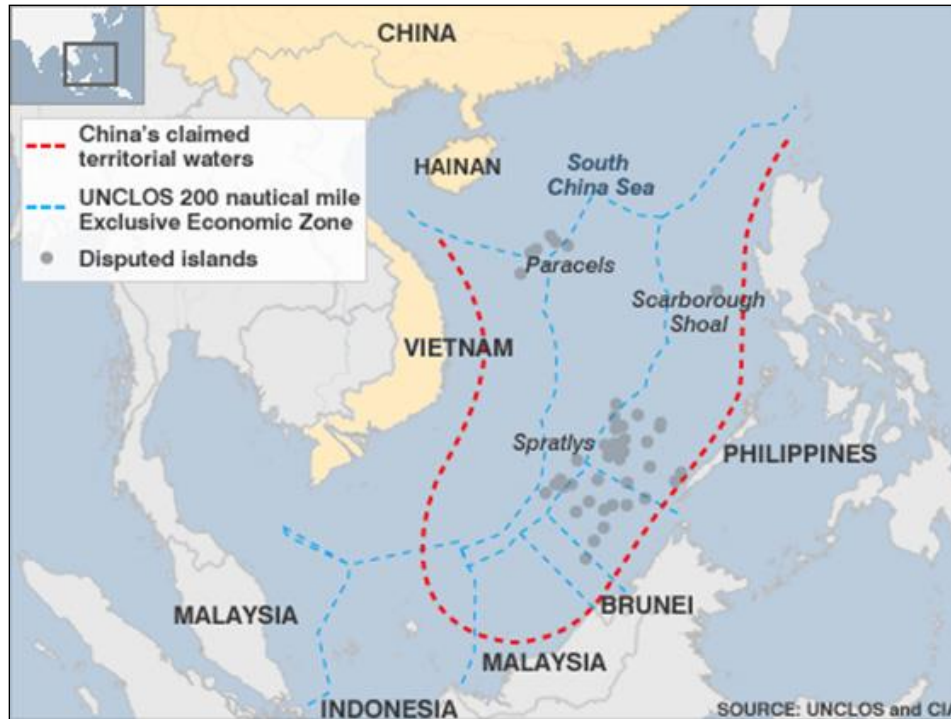 CHINA
China's claimed
territorial waters
UNCLOS 200 nautical mile
Exclusive Economic Zone
Disputed islands
HAINAN
South
China Sea
Paracels
Scarborough
Shoal
VIETNAM
Spratlys
PHILIPPINES
MALAYSIA
BRUNEI
MALAYSIA
INDONESIA
SOURCE: UNCLOS and